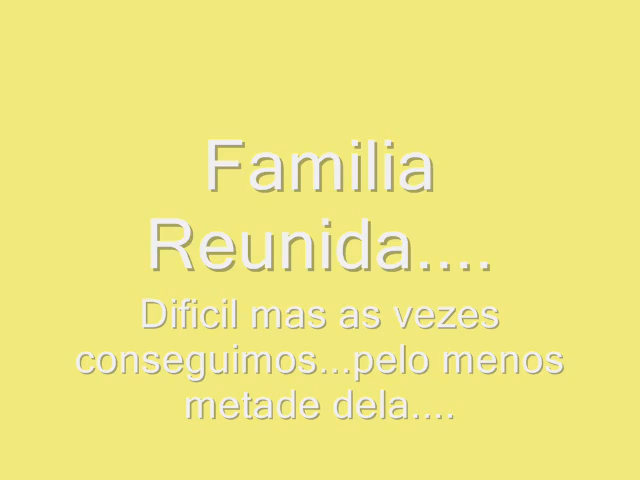 Familia
Reunida....
Dificil mas as vezes
conseguimos...pelo menos
metade dela....